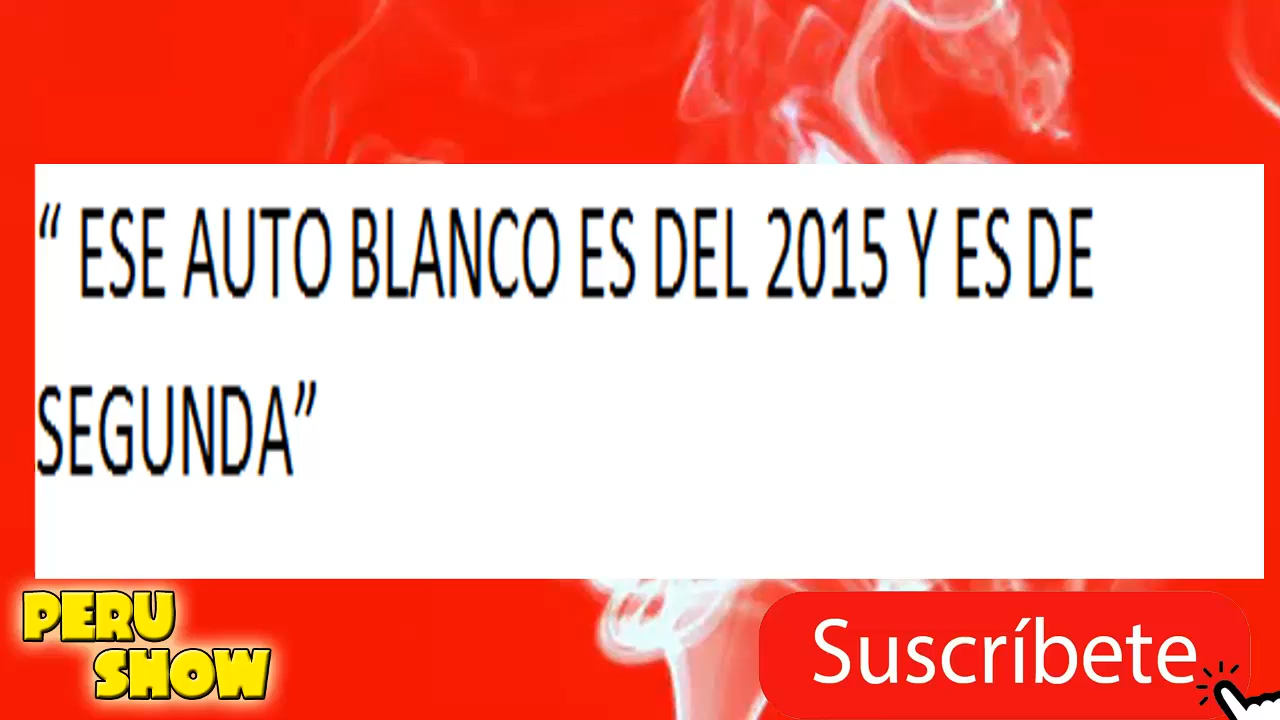 “ ESE AUTO BLANCO ES DEL 2015 Y ES DE
SEGUNDA”
PERU
SHOW
Suscríbete